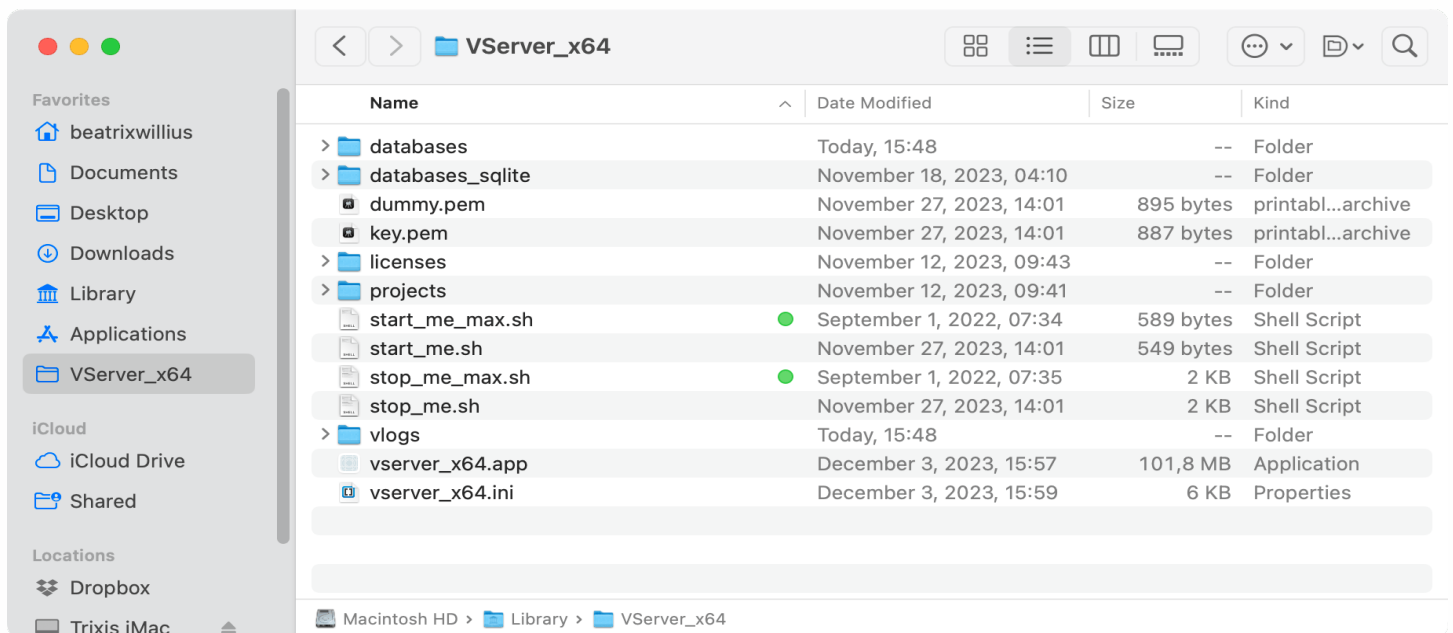 VServer_x64
Favorites
beatrixwillius
Documents
Desktop
Downloads
Library
Applications
VServer_x64
iCloud
iCloud Drive
Shared
Locations
Dropbox
Trixis iMac
Name Date Modified Size Kind
databases Today, 15:48 -- Folder
databases_sqlite November 18, 2023, 04:10 -- Folder
dummy.pem November 27, 2023, 14:01 895 bytes printabl...archive
key.pem November 27, 2023, 14:01 887 bytes printabl...archive
licenses November 12, 2023, 09:43 -- Folder
projects November 12, 2023, 09:41 -- Folder
start_me_max.sh September 1, 2022, 07:34 589 bytes Shell Script
start_me.sh November 27, 2023, 14:01 549 bytes Shell Script
stop_me_max.sh September 1, 2022, 07:35 2 KB Shell Script
stop_me.sh November 27, 2023, 14:01 2 KB Shell Script
vlogs Today, 15:48 -- Folder
vserver_x64.app December 3, 2023, 15:57 101,8 MB Application
vserver_x64.ini December 3, 2023, 15:59 6 KB Properties
Macintosh HD › Library › VServer_x64